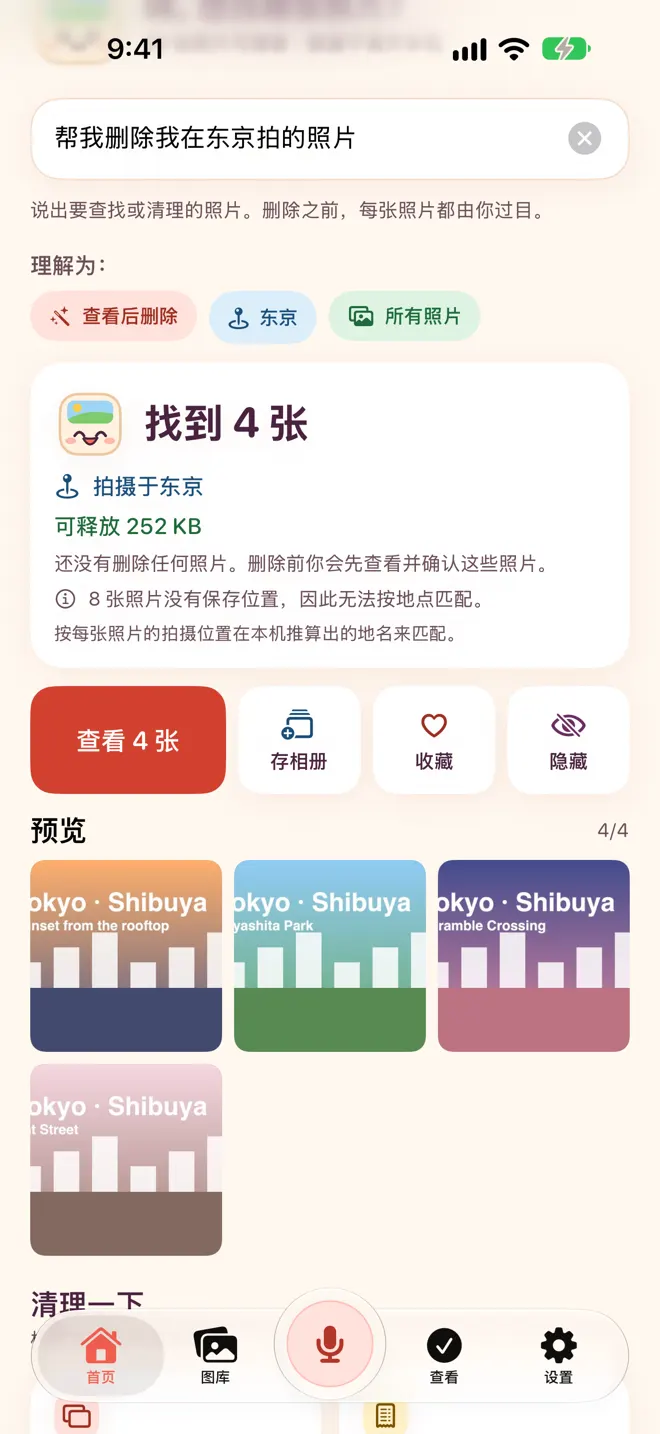 9:41
帮我删除我在东京拍的照片
说出要查找或清理的照片。删除之前，每张照片都由你过目。
理解为：
查看后删除
东京
所有照片
找到 4 张
拍摄于东京
可释放 252 KB
还没有删除任何照片。删除前你会先查看并确认这些照片。
8 张照片没有保存位置，因此无法按地点匹配。
按每张照片的拍摄位置在本机推算出的地名来匹配。
查看 4 张
存相册
收藏
隐藏
预览
4/4
okyo · Shibuya
nset from the rooftop
okyo · Shibuya
yashita Park
okyo · Shibuya
ramble Crossing
okyo · Shibuya
t Street
清理一下
首页
图库
查看
设置